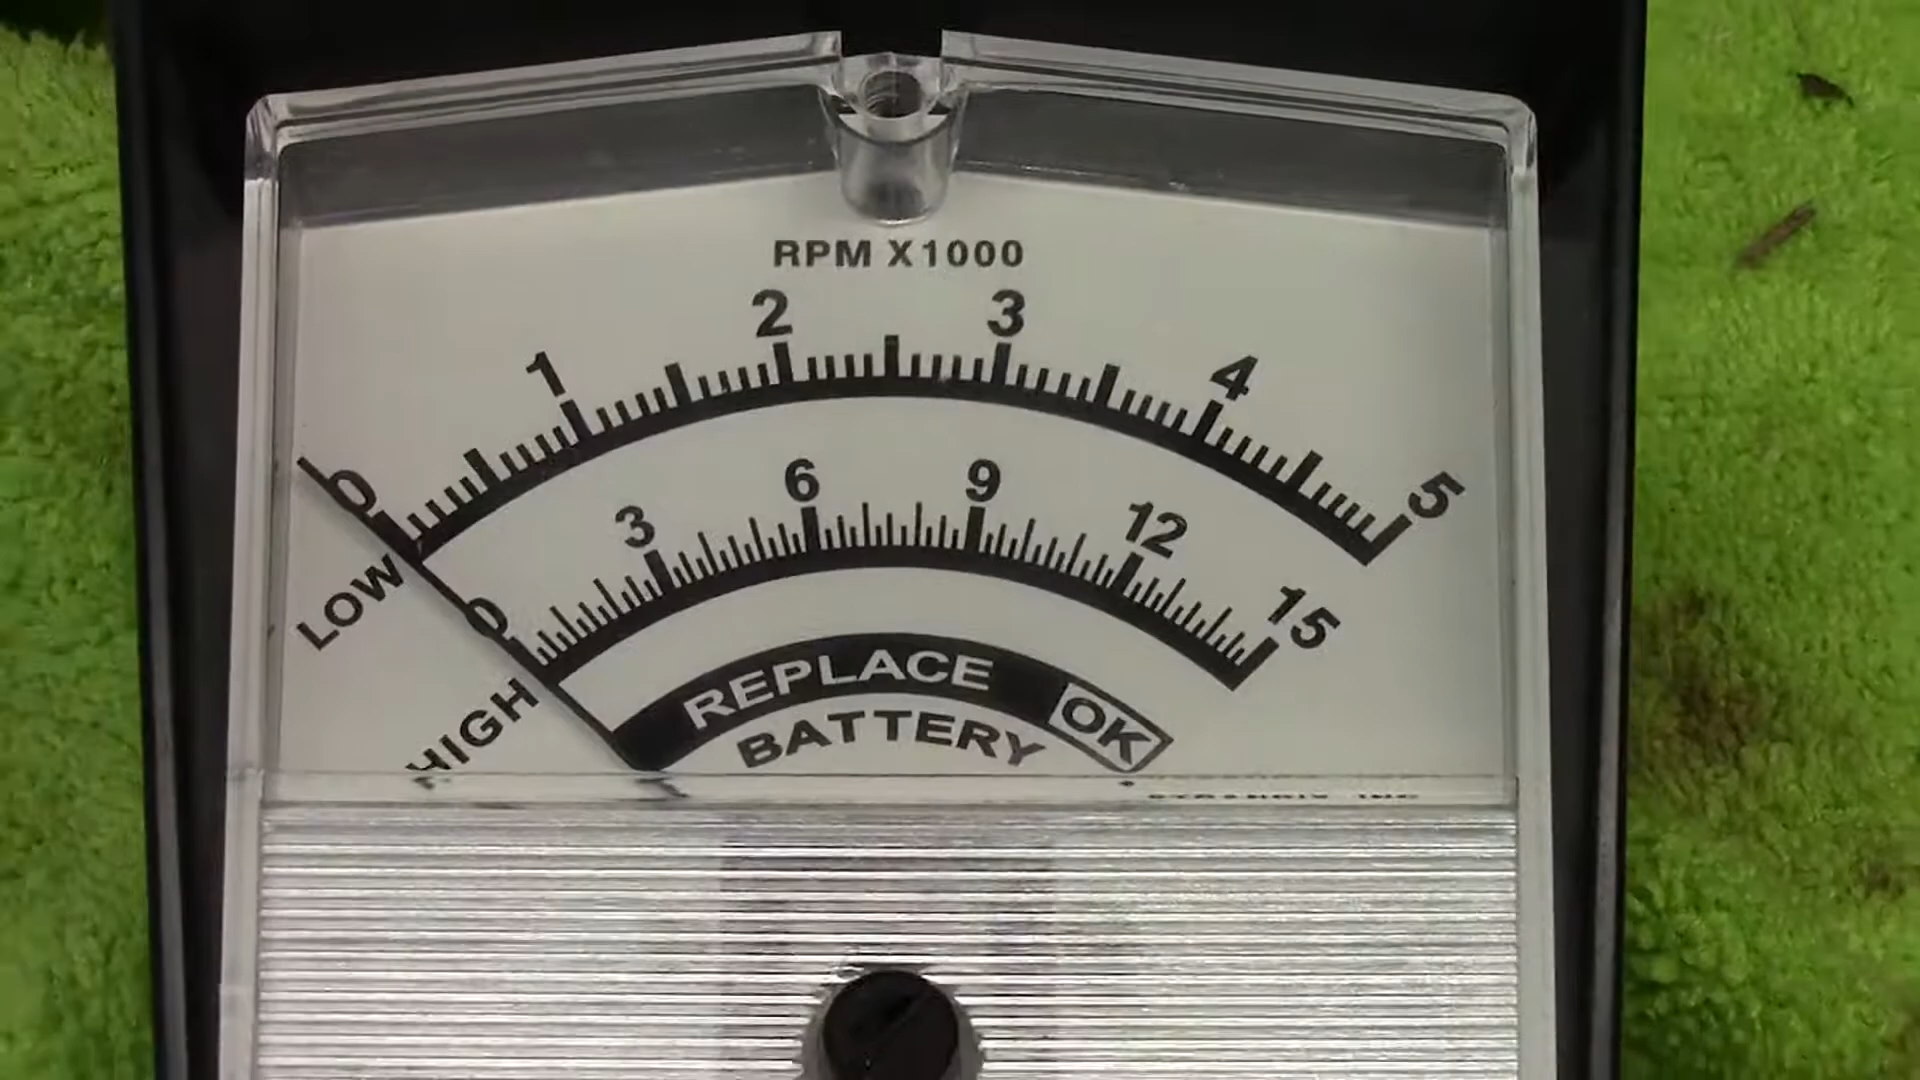 RPM X1000
0 1 2 3 4 5
LOW
0 3 6 9 12 15
HIGH
REPLACE OK
BATTERY